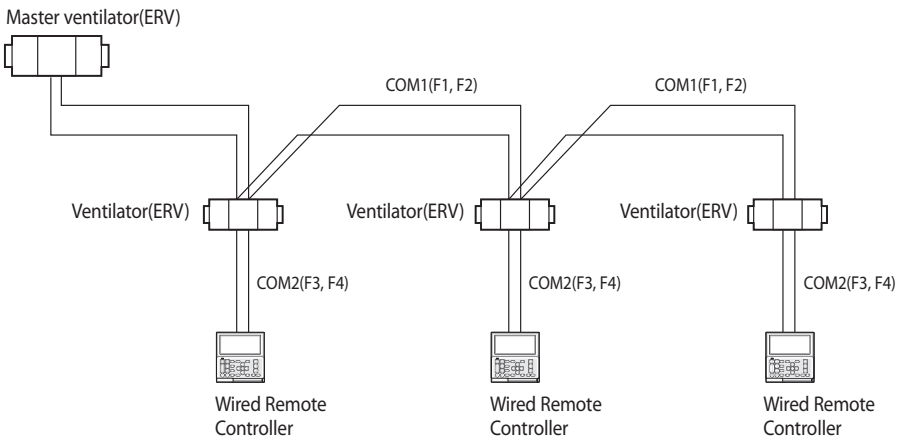 Master ventilator(ERV)
COM1(F1, F2)
COM1(F1, F2)
Ventilator(ERV)
Ventilator(ERV)
Ventilator(ERV)
COM2(F3, F4)
COM2(F3, F4)
COM2(F3, F4)
Wired Remote
Controller
Wired Remote
Controller
Wired Remote
Controller